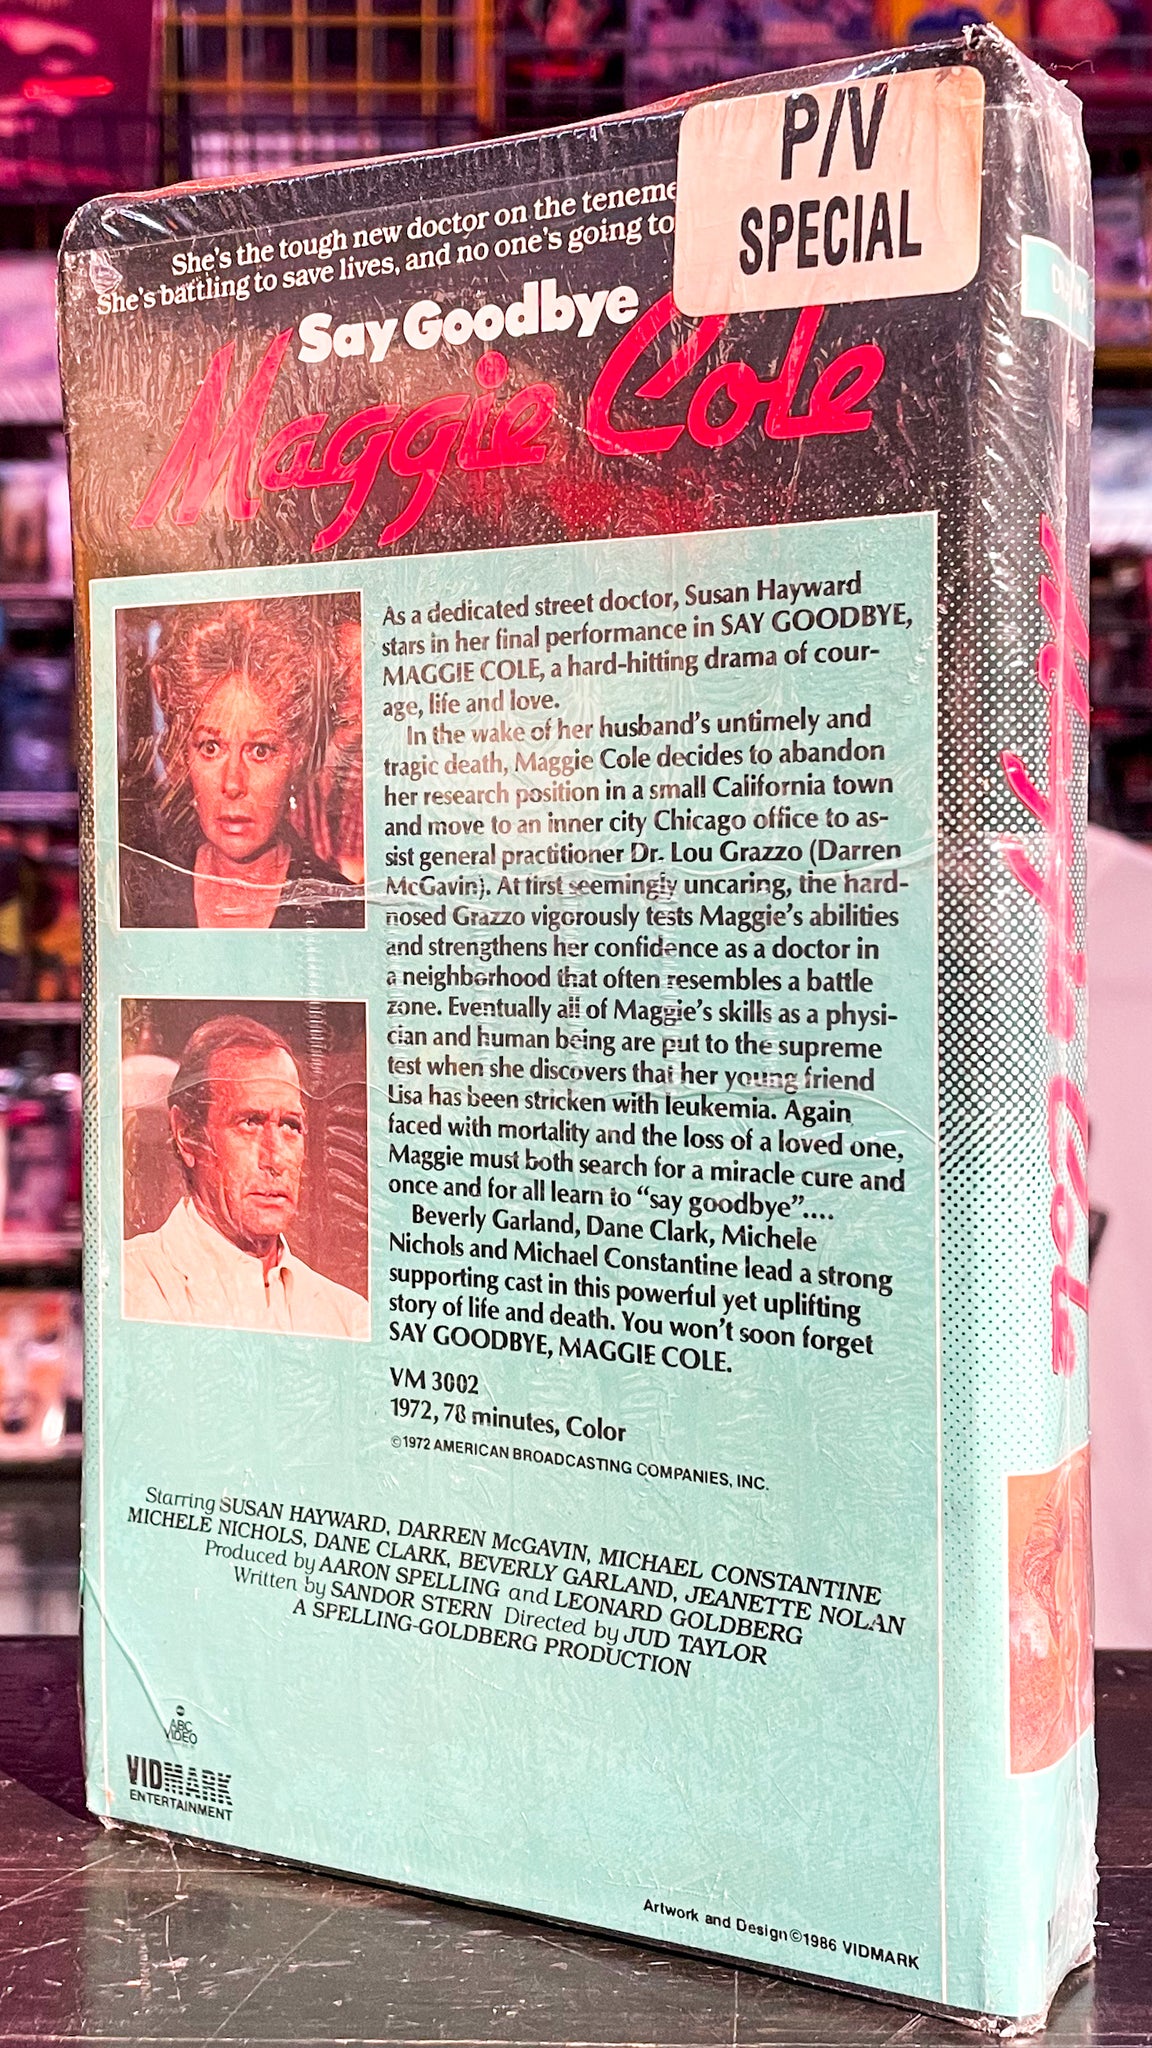 She's the tough new doctor on the teneme
She's battling to save lives, and no one's going to
P/V
SPECIAL
Say Goodbye
Maggie Cole
As a dedicated street doctor, Susan Hayward
stars in her final performance in SAY GOODBYE,
MAGGIE COLE, a hard-hitting drama of cour-
age, life and love.
In the wake of her husband's untimely and
tragic death, Maggie Cole decides to abandon
her research position in a small California town
and move to an inner city Chicago office to as-
sist general practitioner Dr. Lou Grazzo (Darren
McGavin). At first seemingly uncaring, the hard-
nosed Grazzo vigorously tests Maggie's abilities
and strengthens her confidence as a doctor in
a neighborhood that often resembles a battle
zone. Eventually all of Maggie's skills as a physi-
cian and human being are put to the supreme
test when she discovers that her young friend
Lisa has been stricken with leukemia. Again
faced with mortality and the loss of a loved one,
Maggie must both search for a miracle cure and
once and for all learn to "say goodbye"....
Beverly Garland, Dane Clark, Michele
Nichols and Michael Constantine lead a strong
supporting cast in this powerful yet uplifting
story of life and death. You won't soon forget
SAY GOODBYE, MAGGIE COLE.
VM 3002
1972, 78 minutes, Color
©1972 AMERICAN BROADCASTING COMPANIES, INC.
Starring SUSAN HAYWARD, DARREN McGAVIN, MICHAEL CONSTANTINE
MICHELE NICHOLS, DANE CLARK, BEVERLY GARLAND, JEANETTE NOLAN
Produced by AARON SPELLING and LEONARD GOLDBERG
Written by SANDOR STERN Directed by JUD TAYLOR
A SPELLING-GOLDBERG PRODUCTION
abc
ABC
VIDEO
VIDMARK
ENTERTAINMENT
Artwork and Design©1986 VIDMARK
Maggie Cole